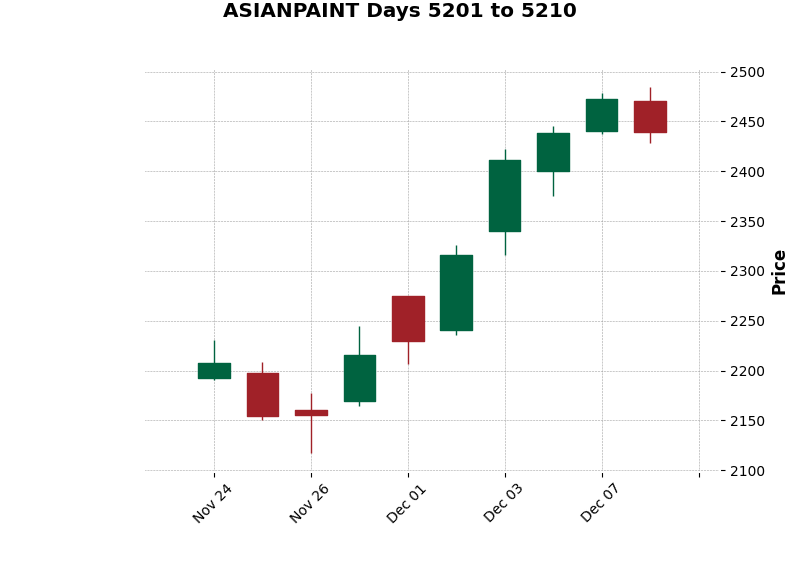 ASIANPAINT Days 5201 to 5210
2500
2450
2400
2350
2300
2250
2200
2150
2100
Price
Nov 24
Nov 26
Dec 01
Dec 03
Dec 07